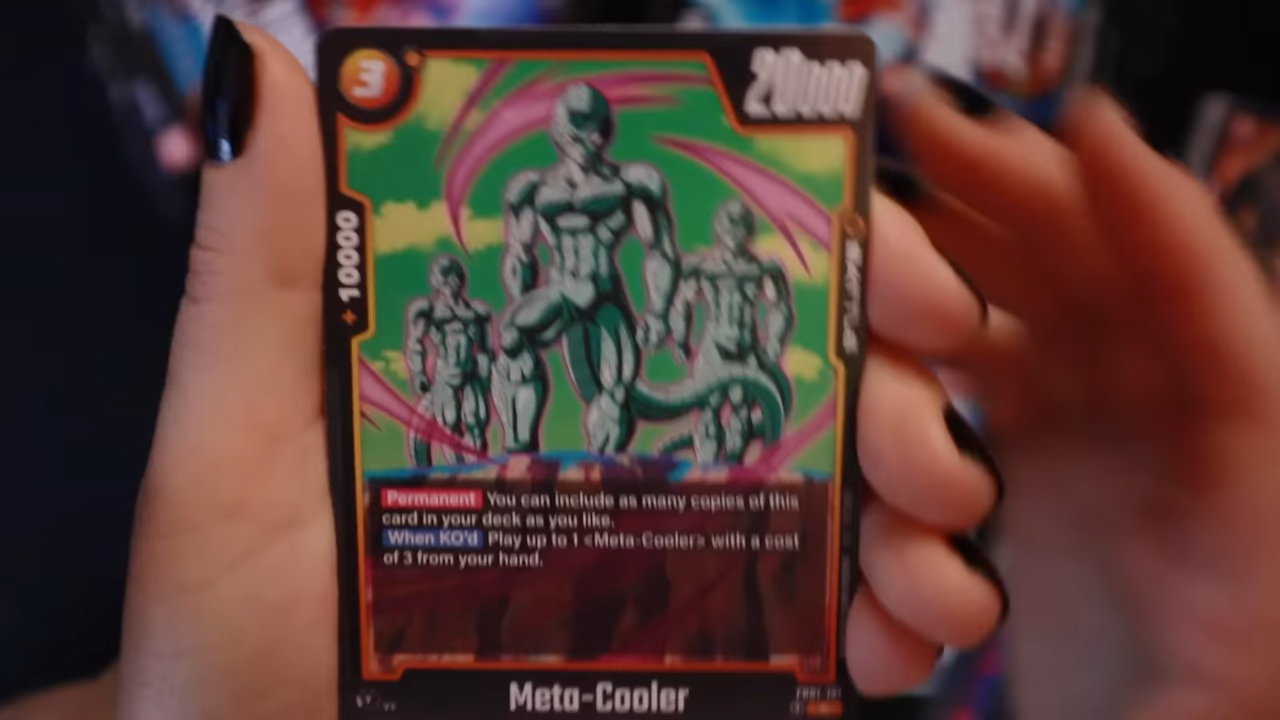 3
20000
+ 10000
BATTLE
Permanent You can include as many copies of this
card in your deck as you like.
When KO'd Play up to 1 <Meta-Cooler> with a cost
of 3 from your hand.
Meta-Cooler